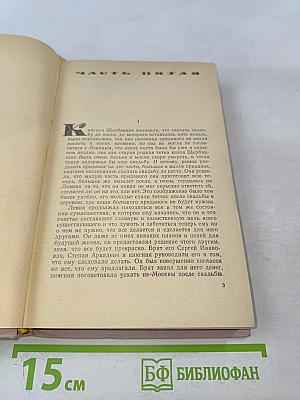 ЧАСТЬ ПЯТАЯ
I
Княгиня Щербацкая находила, что сделать свадь-
бу до поста, до которого оставалось пять недель,
было невозможно, так как половина приданого не могла
поспеть к этому времени; но она не могла не согла-
ситься с Левиным, что после поста было бы уже и слиш-
ком поздно, так как старая родная тетка князя Щербац-
кого была очень больна и могла скоро умереть, и тогда
траур задержал бы еще свадьбу. И потому, решив разде-
лить приданое на две части, большое и малое приданое,
княгиня согласилась сделать свадьбу до поста. Она реши-
ла, что малую часть приданого она приготовит всю те-
перь, большое же вышлет после, и очень сердилась на
Левина за то, что он никак не мог серьезно ответить ей,
согласен ли он на это, или нет. Это соображение было тем
более удобно, что молодые ехали тотчас после свадьбы в
деревню, где вещи большого приданого не будут нужны.
Левин продолжал находиться все в том же состоя-
нии сумасшествия, в котором ему казалось, что он и его
счастье составляют главную и единственную цель всего
существующего и что думать и заботиться теперь ему ни
о чем не нужно, что все делается и сделается для него
другими. Он даже не имел никаких планов и целей для
будущей жизни; он предоставлял решение этого другим,
зная, что все будет прекрасно. Брат его Сергей Ивано-
вич, Степан Аркадьич и княгиня руководили его в том,
что ему следовало делать. Он был совершенно согласен
на все, что ему предлагали. Брат занял для него денег,
княгиня посоветовала уехать из Москвы после свадьбы.
3
15 см
БФ БИБЛИОФАН